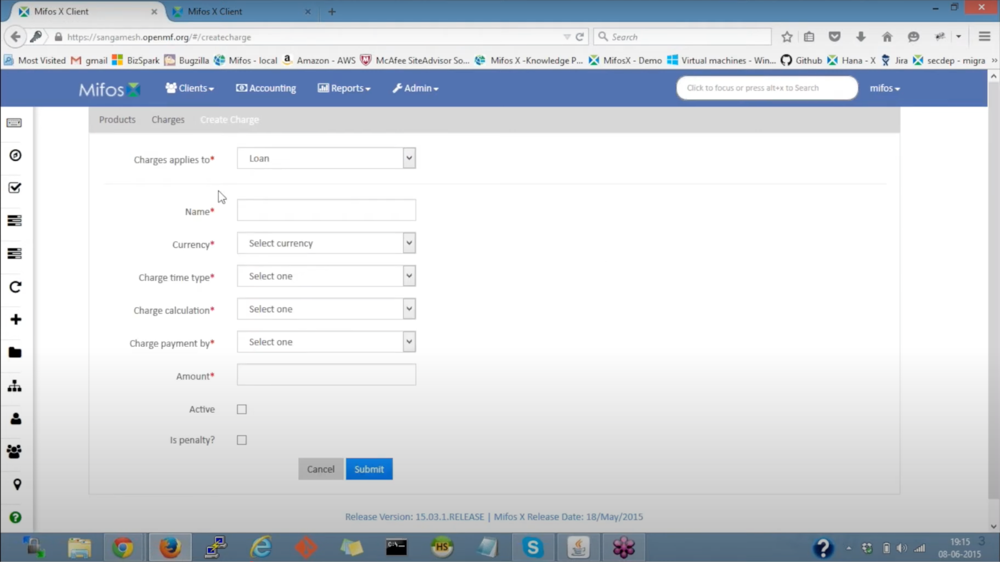 Mifos X Client
Mifos X Client
https://sangamesh.openmf.org/#/createcharge
Search
Most Visited
gmail
BizSpark
Bugzilla
Mifos - local
Amazon - AWS
McAfee SiteAdvisor So...
Mifos X -Knowledge P...
MifosX - Demo
Virtual machines - Win...
Github
Hana - X
Jira
secdep - migra
Mifos
Clients
Accounting
Reports
Admin
Click to focus or press alt+x to Search
mifos
Products
Charges
Create Charge
Charges applies to*
Loan
Name*
Currency*
Select currency
Charge time type*
Select one
Charge calculation*
Select one
Charge payment by*
Select one
Amount*
Active
Is penalty?
Cancel
Submit
Release Version: 15.03.1.RELEASE | Mifos X Release Date: 18/May/2015
C:\
HS
19:15
3
08-06-2015